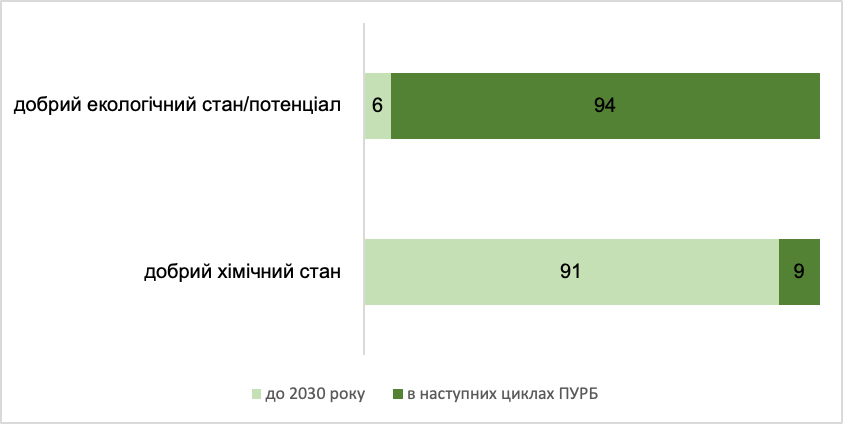 добрий екологічний стан/потенціал
6
94
добрий хімічний стан
91
9
до 2030 року
в наступних циклах ПУРБ